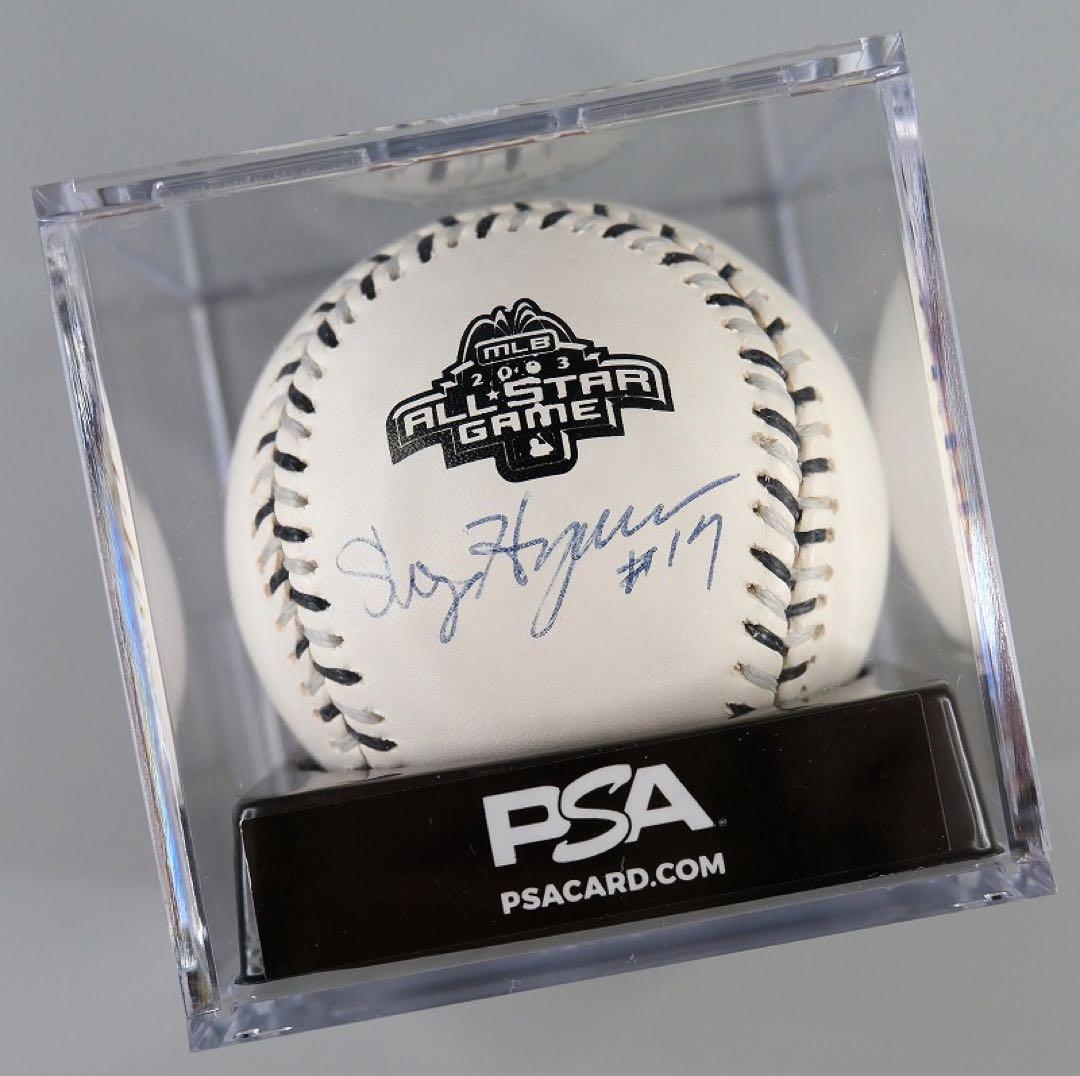 MLB
2003
ALL★STAR
GAME
#17
PSA
PSACARD.COM